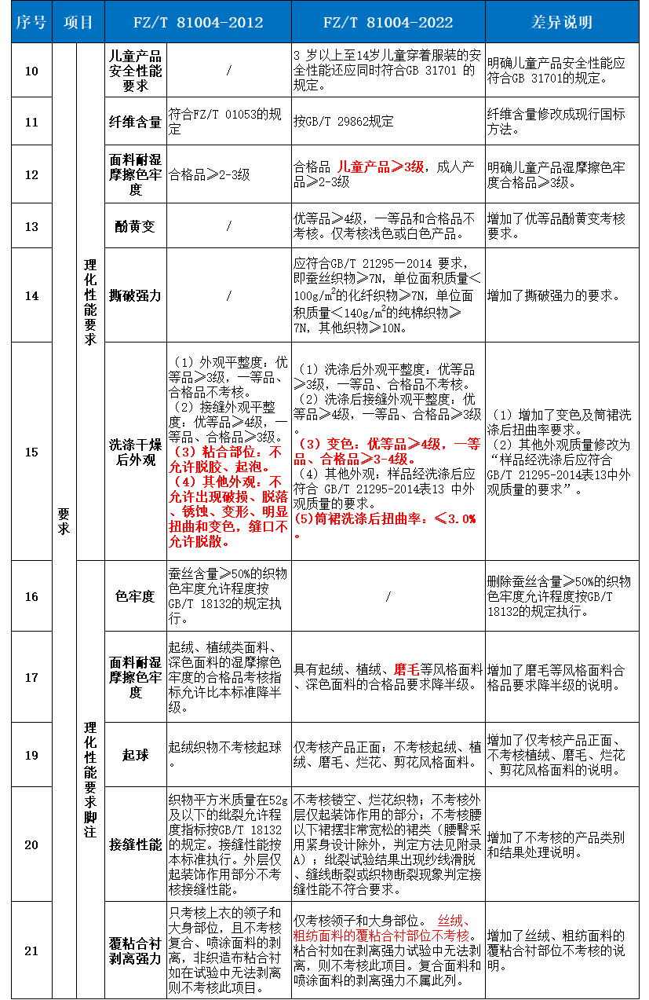 序号 项目 FZ/T 81004-2012 FZ/T 81004-2022 差异说明
要求
理化性能要求
10
儿童产品
安全性能
要求
/
3 岁以上至14岁儿童穿着服装的安
全性能还应同时符合GB 31701 的
规定。
明确儿童产品安全性能应
符合GB 31701的规定。
11
纤维含量
符合FZ/T 01053的规
定
按GB/T 29862规定
纤维含量修改成现行国标
方法。
12
面料耐湿
摩擦色牢
度
合格品≥2-3级
合格品 儿童产品≥3级，成人产
品≥2-3级
明确儿童产品湿摩擦色牢
度合格品≥3级。
13
酚黄变
/
优等品≥4级，一等品和合格品不
考核。仅考核浅色或白色产品。
增加了优等品酚黄变考核
要求。
14
撕破强力
/
应符合GB/T 21295—2014 要求，
即蚕丝织物≥7N，单位面积质量＜
100g/m²的化纤织物≥7N，单位面
积质量＜140g/m²的纯棉织物≥
7N，其他织物≥10N。
增加了撕破强力的要求。
15
洗涤干燥
后外观
（1）外观平整度：优
等品≥3级，一等品、
合格品不考核。
（2）接缝外观平整
度：优等品≥4级，一
等品、合格品≥3级。
（3）粘合部位：不
允许脱胶、起泡。
（4）其他外观：不
允许出现破损、脱落
、锈蚀、变形、明显
扭曲和变色，缝口不
允许脱散。
（1）洗涤后外观平整度：优等品
≥3级，一等品、合格品不考核。
（2）洗涤后接缝外观平整度：优
等品≥4级，一等品、合格品≥3级
。
（3）变色：优等品≥4级，一等
品、合格品≥3-4级。
（4）其他外观：样品经洗涤后应
符合 GB/T 21295-2014表13 中外
观质量的要求。
(5)筒裙洗涤后扭曲率：≤3.0%
。
（1）增加了变色及筒裙洗
涤后扭曲率要求。
（2）其他外观质量修改为
“样品经洗涤后应符合
GB/T 21295-2014表13中外
观质量的要求”。
理化性能要求脚注
16
色牢度
蚕丝含量≥50%的织物
色牢度允许程度按
GB/T 18132的规定执
行。
/
删除蚕丝含量≥50%的织物
色牢度允许程度按GB/T
18132的规定执行。
17
面料耐湿
摩擦色牢
度
起绒、植绒类面料、
深色面料的湿摩擦色
牢度的合格品考核指
标允许比本标准降半
级。
具有起绒、植绒、磨毛等风格面料
、深色面料的合格品要求降半级。
增加了磨毛等风格面料合
格品要求降半级的说明。
19
起球
起绒织物不考核起球
。
仅考核产品正面；不考核起绒、植
绒、磨毛、烂花、剪花风格面料。
增加了仅考核产品正面、
不考核植绒、磨毛、烂花
、剪花风格面料的说明。
20
接缝性能
织物平方米质量在52g
及以下的纰裂允许程
度指标按GB/T 18132
的规定。接缝性能按
本标准执行。外层仅
起装饰作用部分不考
核接缝性能。
不考核镂空、烂花织物；不考核外
层仅起装饰作用的部分；不考核腰
以下裙摆非常宽松的裙类（腰臀采
用紧身设计除外，判定方法见附录
A）；纰裂试验结果出现纱线滑脱
、缝线断裂或织物断裂现象判定接
缝性能不符合要求。
增加了不考核的产品类别
和结果处理说明。
21
覆粘合衬
剥离强力
只考核上衣的领子和
大身部位，且不考核
复合、喷涂面料的剥
离，非织造布粘合衬
如在试验中无法剥离
则不考核此项目。
仅考核领子和大身部位。 丝绒、
粗纺面料的覆粘合衬部位不考核。
粘合衬如在剥离强力试验中无法剥
离，则不考核此项目。复合面料和
喷涂面料的剥离强力不属此列。
增加了丝绒、粗纺面料的
覆粘合衬部位不考核的说
明。